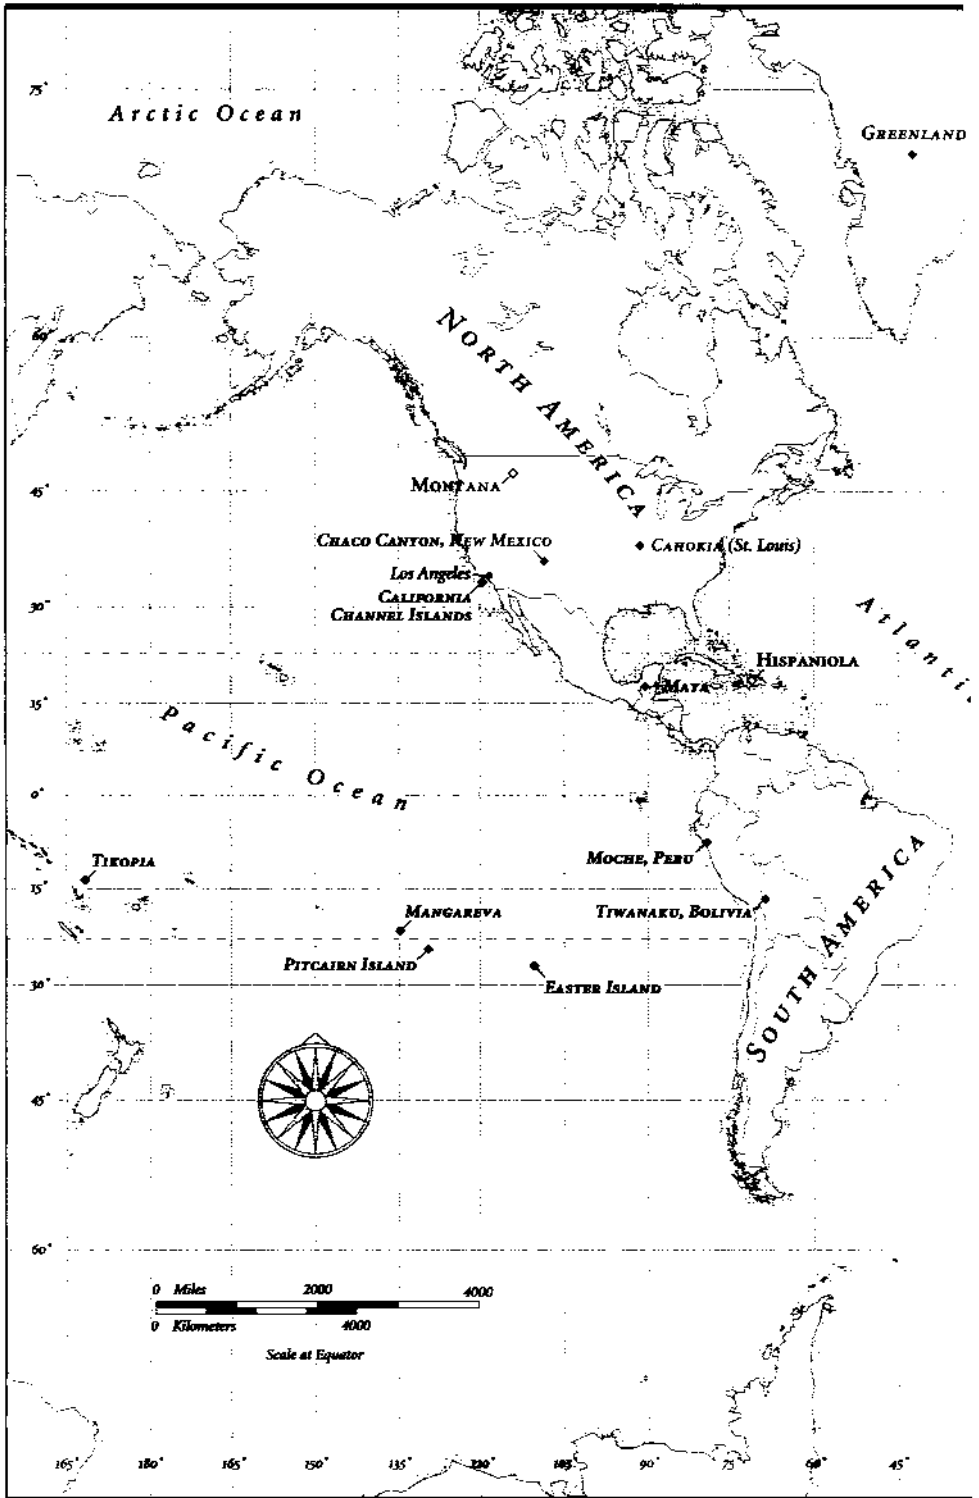 75°
Arctic Ocean
GREENLAND
60°
NORTH AMERICA
MONTANA
45°
CHACO CANYON, NEW MEXICO
CAHOKIA (St. Louis)
Los Angeles
CALIFORNIA
CHANNEL ISLANDS
30°
Atlantic
HISPANIOLA
MAYA
15°
Pacific Ocean
0°
MOCHE, PERU
TIKOPIA
15°
TIWANAKU, BOLIVIA
MANGAREVA
SOUTH AMERICA
PITCAIRN ISLAND
EASTER ISLAND
30°
45°
60°
0 Miles 2000 4000
0 Kilometers 4000
Scale at Equator
165° 180° 165° 150° 135° 120° 105° 90° 75° 60° 45°